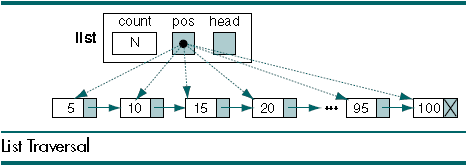 count pos head
list
N
5 10 15 20 ••• 95 100
List Traversal